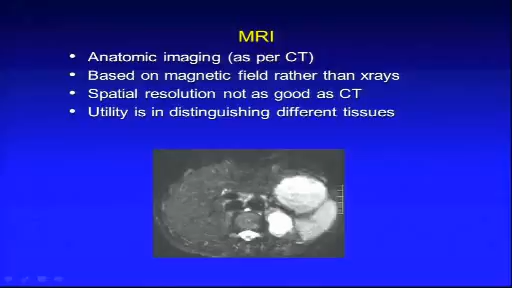 MRI
• Anatomic imaging (as per CT)
• Based on magnetic field rather than xrays
• Spatial resolution not as good as CT
• Utility is in distinguishing different tissues